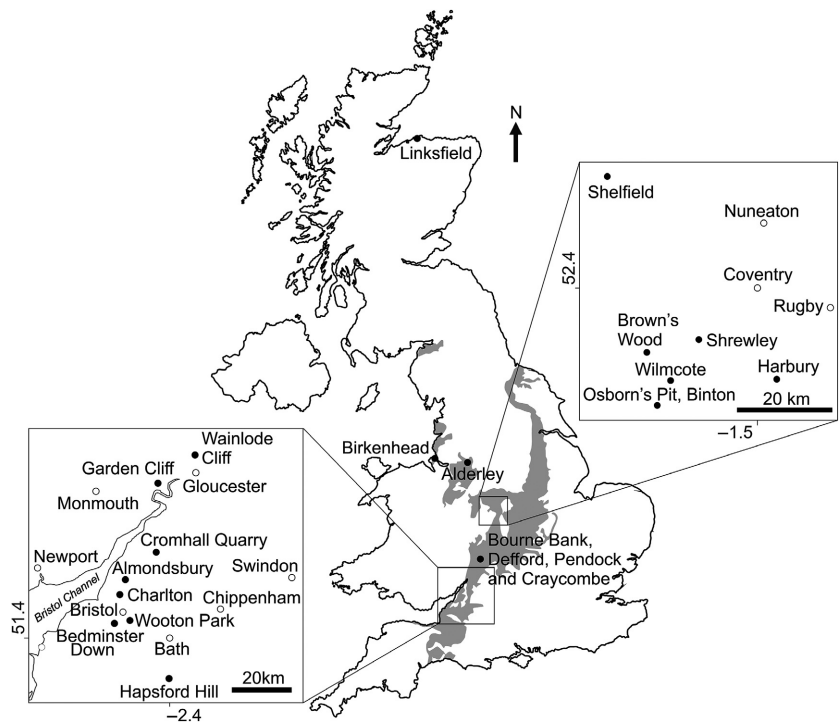 N
Linksfield
Shelfield
Nuneaton
52.4
Coventry
Rugby
Brown's
Wood
Shrewley
Wilmcote
Harbury
Osborn's Pit, Binton
20 km
–1.5
Birkenhead
Alderley
Bourne Bank,
Defford, Pendock
and Craycombe
Wainlode
Cliff
Garden Cliff
Gloucester
Monmouth
Cromhall Quarry
Newport
Almondsbury
Swindon
Bristol Channel
Charlton
Chippenham
Bristol
Wooton Park
51.4
Bedminster
Down
Bath
Hapsford Hill
20km
–2.4